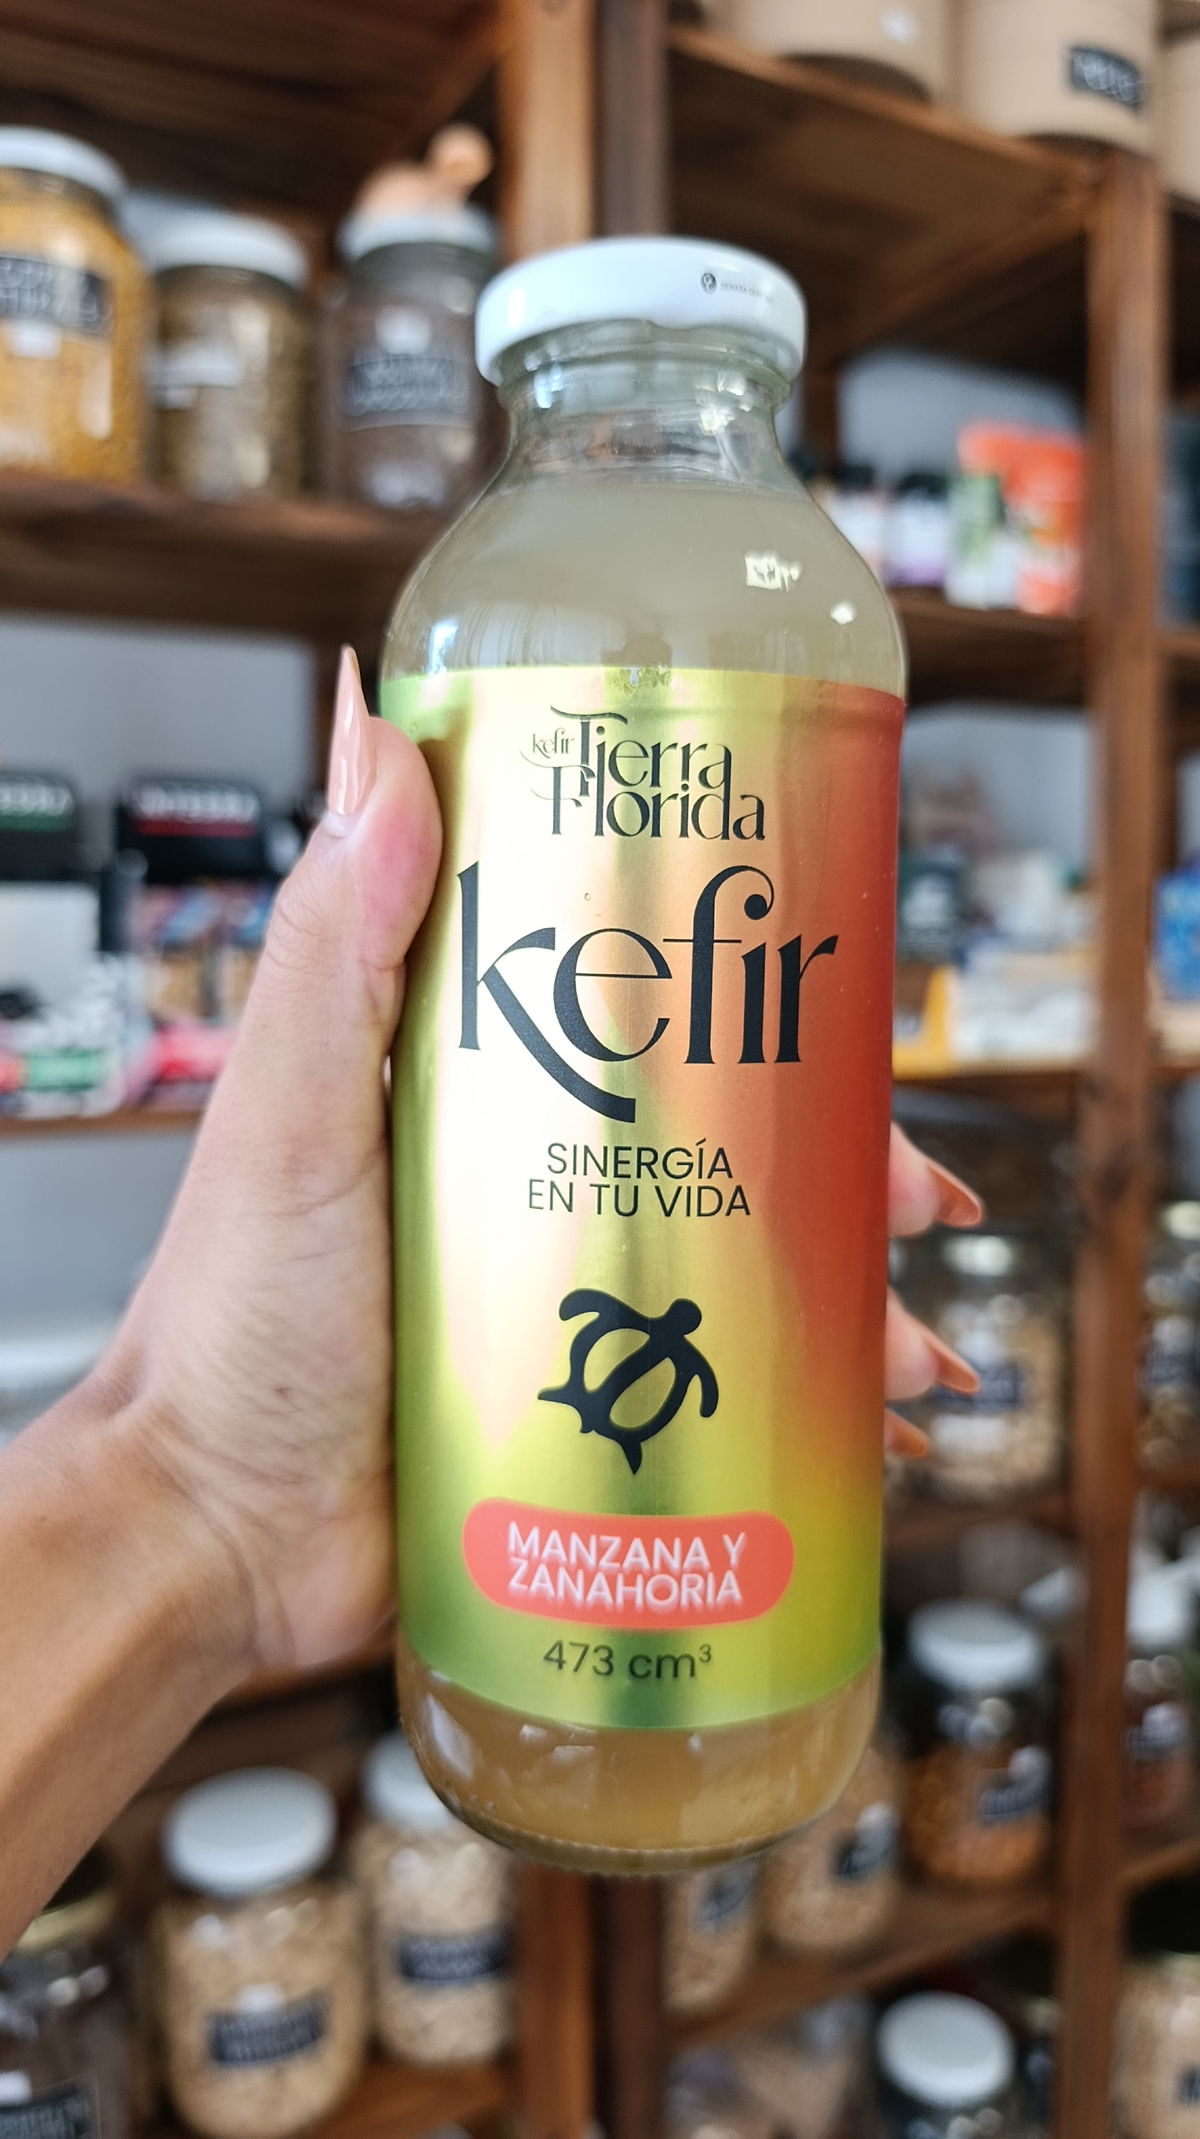 kefir Tierra
Florida
kefir
SINERGÍA
EN TU VIDA
MANZANA Y
ZANAHORIA
473 cm³